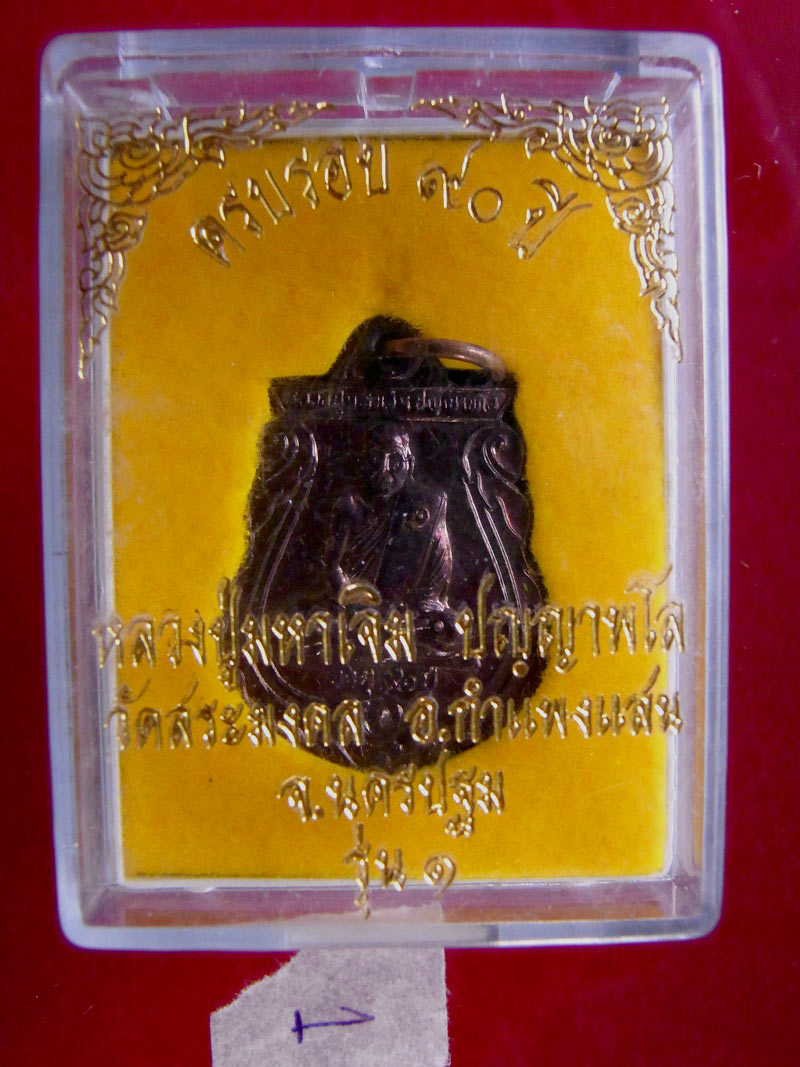 ครบรอบ ๙๐ ปี
หลวงปู่มหาเจิม ปญฺญาพโล
วัดสระมงคล อ.กำแพงแสน
จ.นครปฐม
รุ่น ๑
1